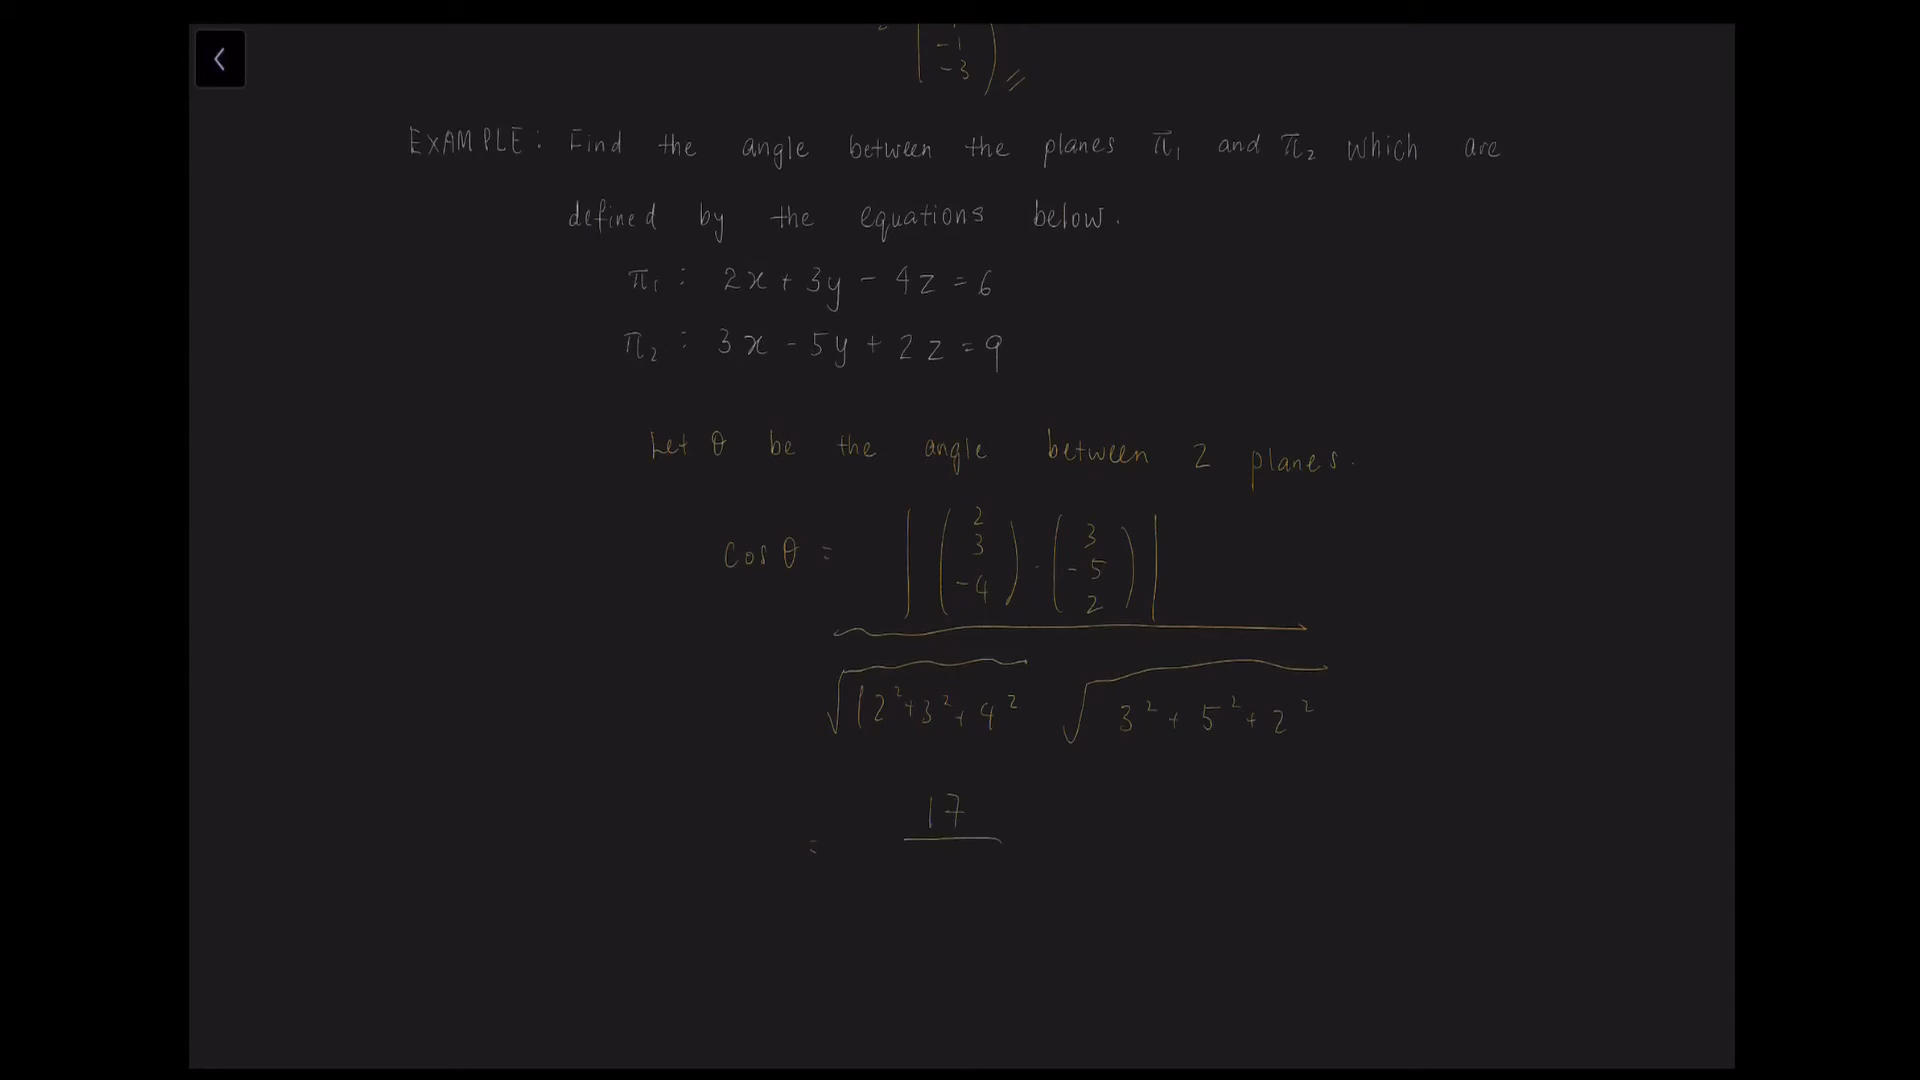 -1
-3
EXAMPLE: Find the angle between the planes π₁ and π₂ which are
defined by the equations below.
π₁ : 2x + 3y - 4z = 6
π₂ : 3x - 5y + 2z = 9
Let θ be the angle between 2 planes.
cos θ = | (2 3 -4) · (3 -5 2) |
√(2² + 3² + 4² √ 3² + 5² + 2²
= 17